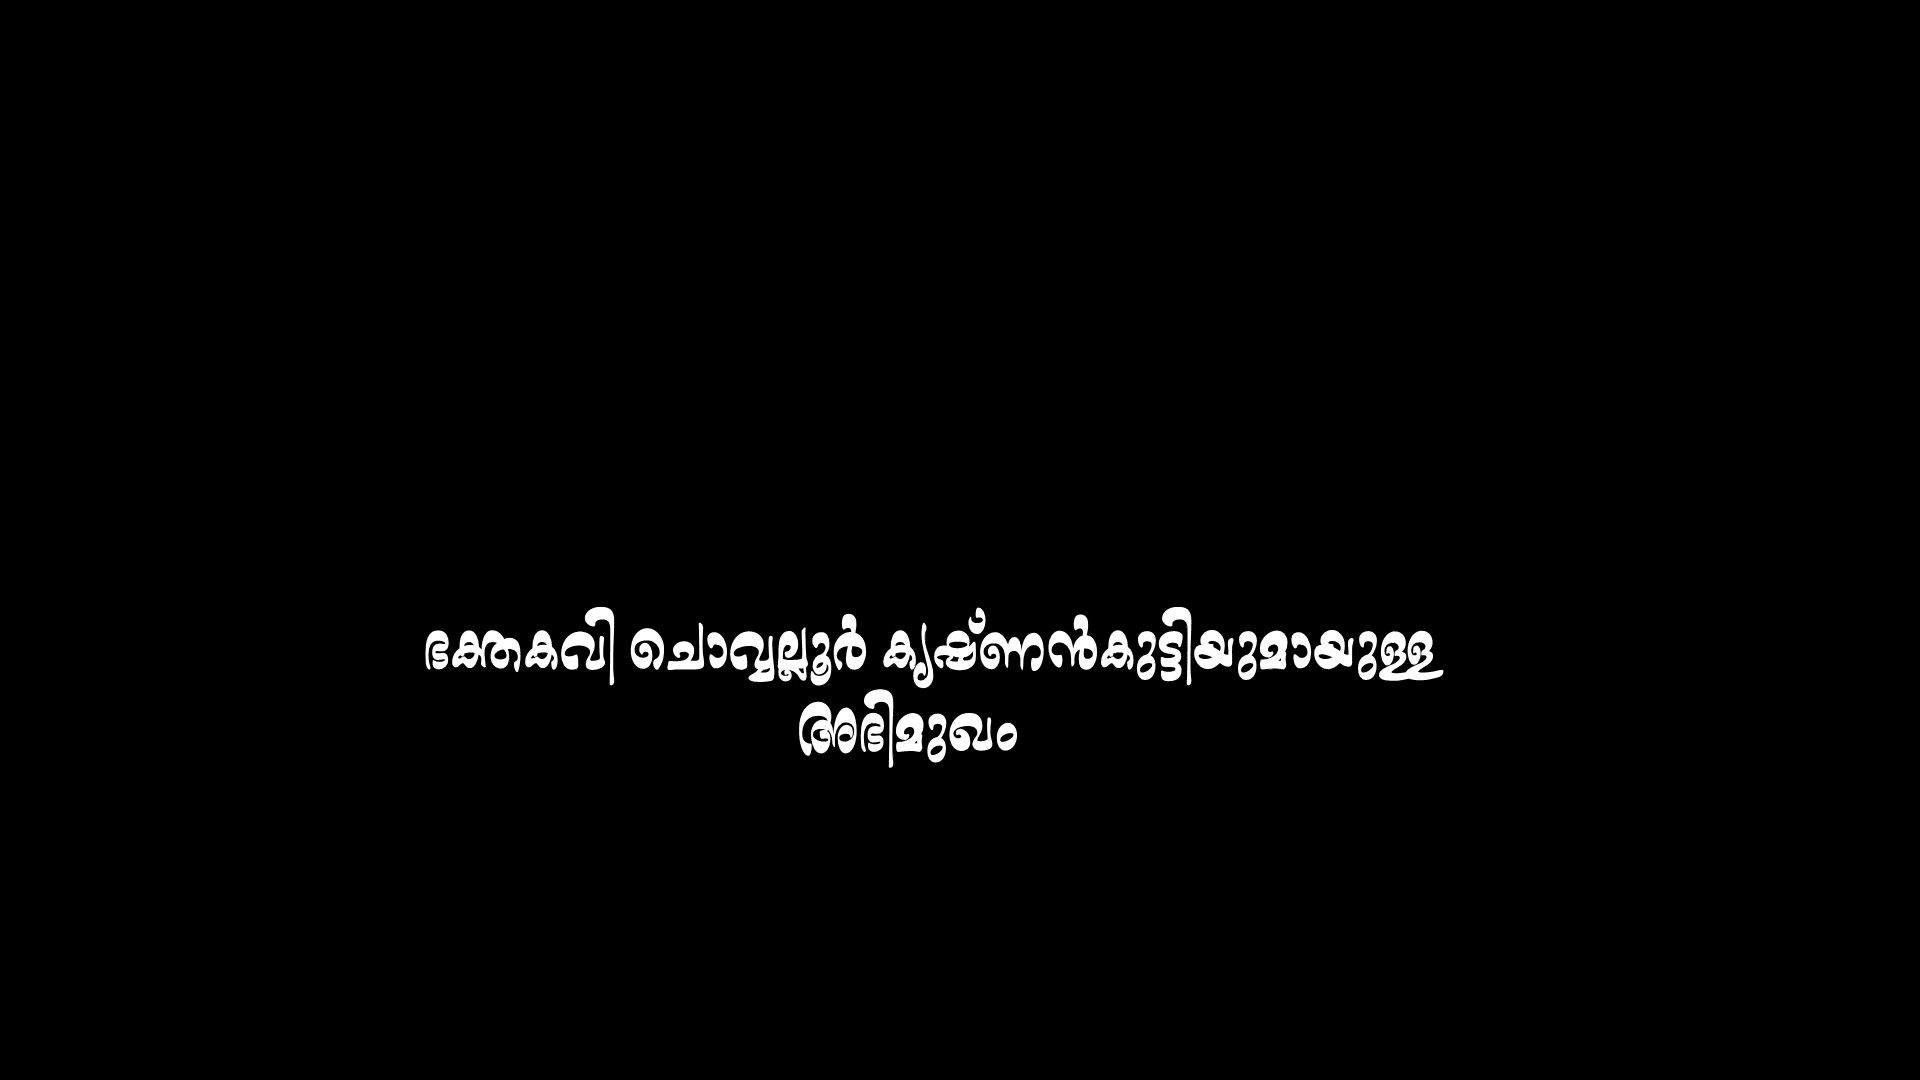 ഭക്തകവി ചൊവ്വല്ലൂർ കൃഷ്ണൻകുട്ടിയുമായുള്ള
അഭിമുഖം